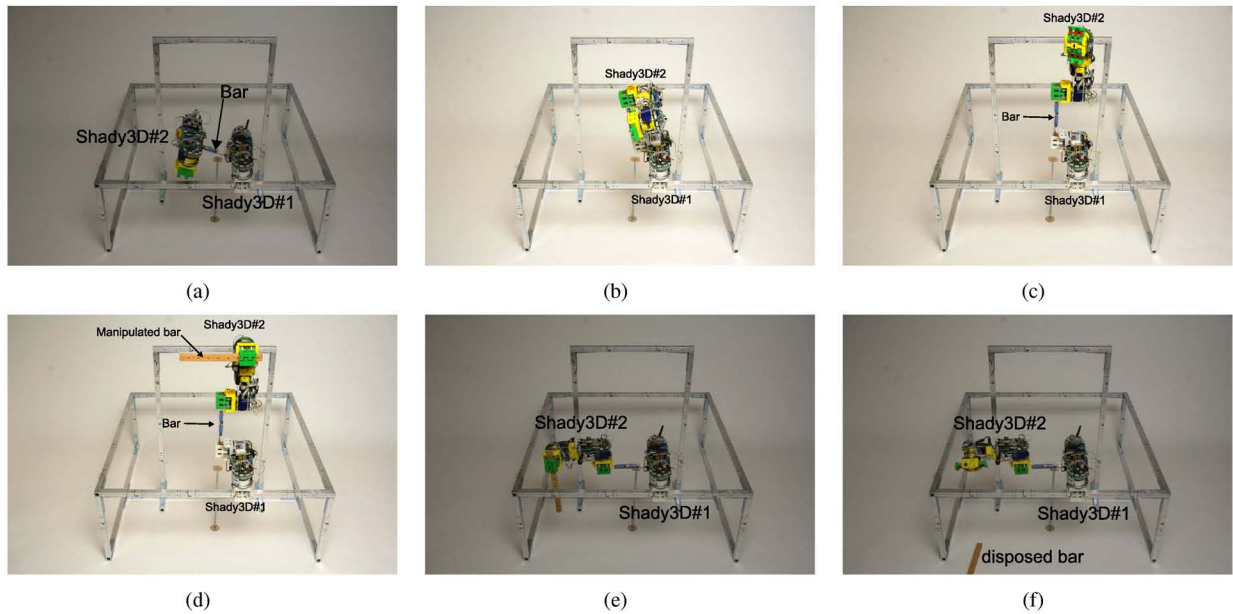 Bar
Shady3D#2
Shady3D#1
(a)
Shady3D#2
Shady3D#1
(b)
Shady3D#2
Bar
Shady3D#1
(c)
Shady3D#2
Manipulated bar
Bar
Shady3D#1
(d)
Shady3D#2
Shady3D#1
(e)
Shady3D#2
Shady3D#1
disposed bar
(f)